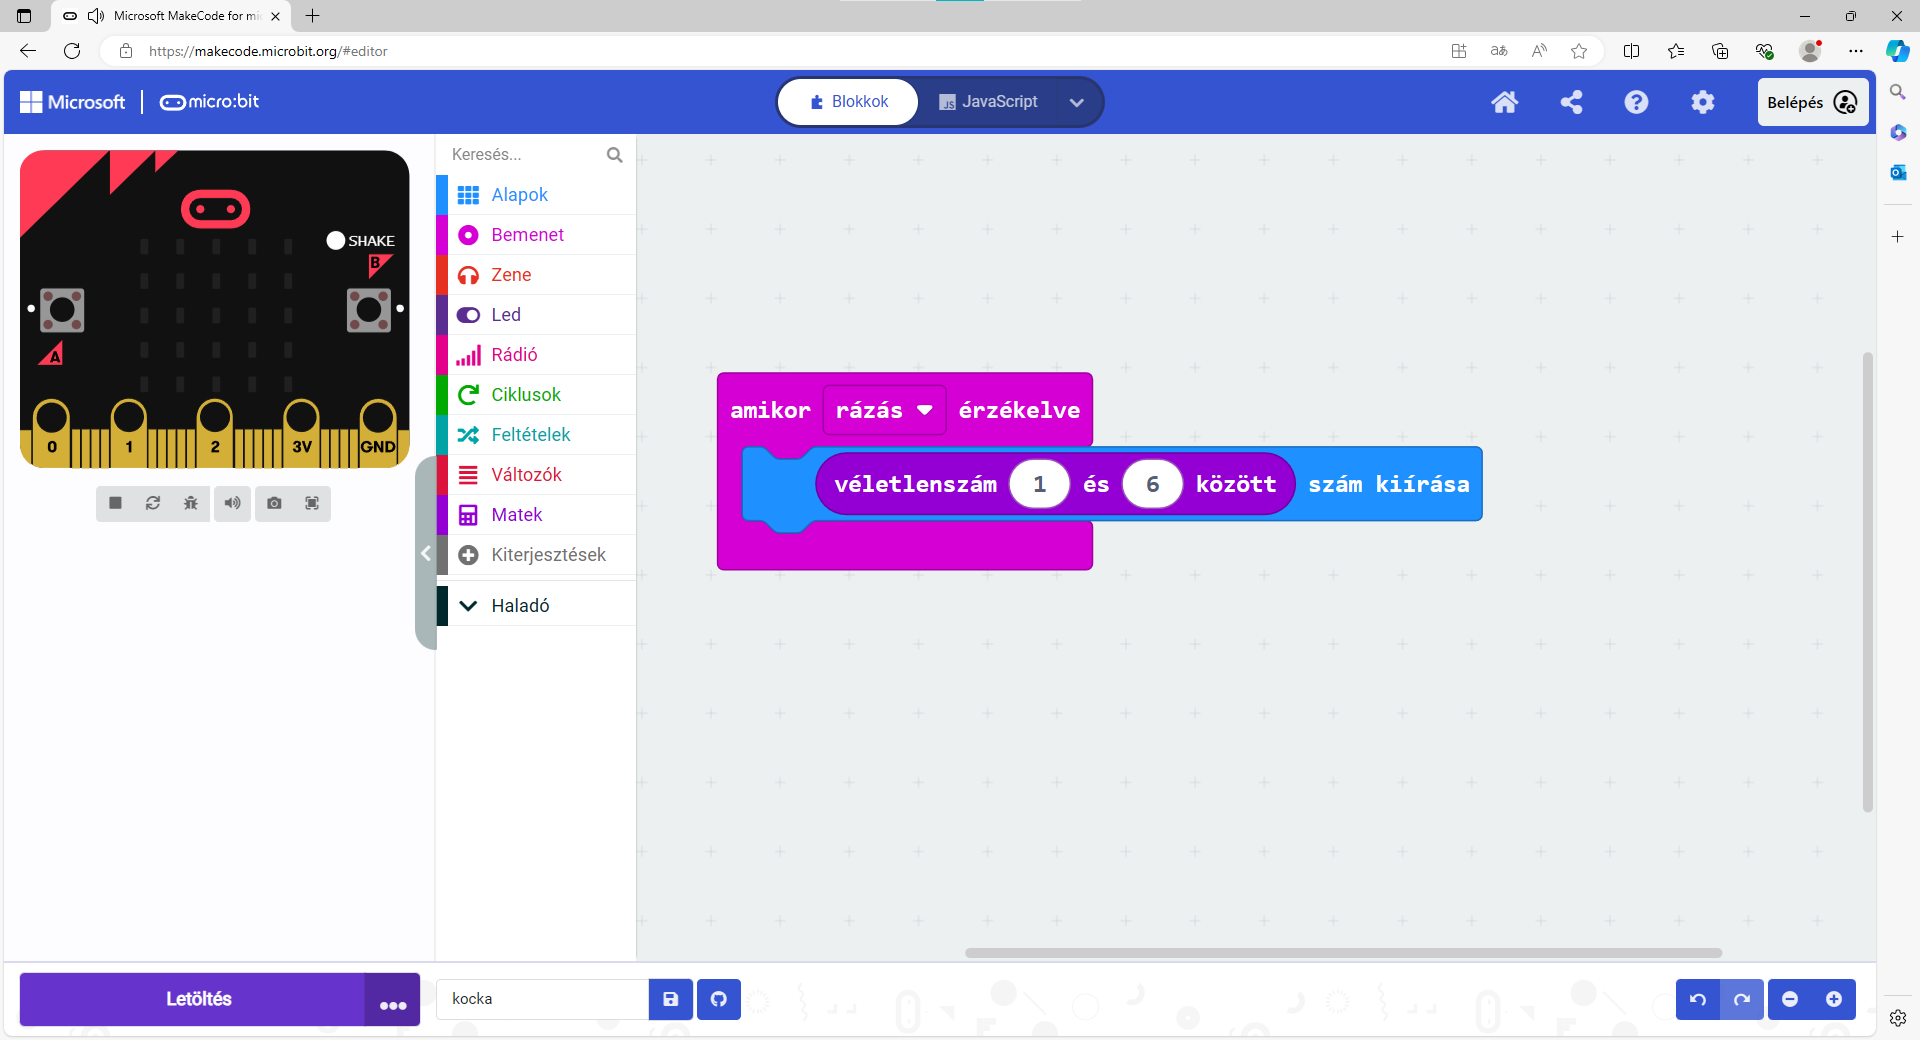 Microsoft MakeCode for mi
https://makecode.microbit.org/#editor
Microsoft
micro:bit
Blokkok
JavaScript
Belépés
SHAKE
B
A
0 1 2 3V GND
Keresés...
Alapok
Bemenet
Zene
Led
Rádió
Ciklusok
Feltételek
Változók
Matek
Kiterjesztések
Haladó
amikor rázás érzékelve
véletlenszám 1 és 6 között szám kiírása
Letöltés
kocka